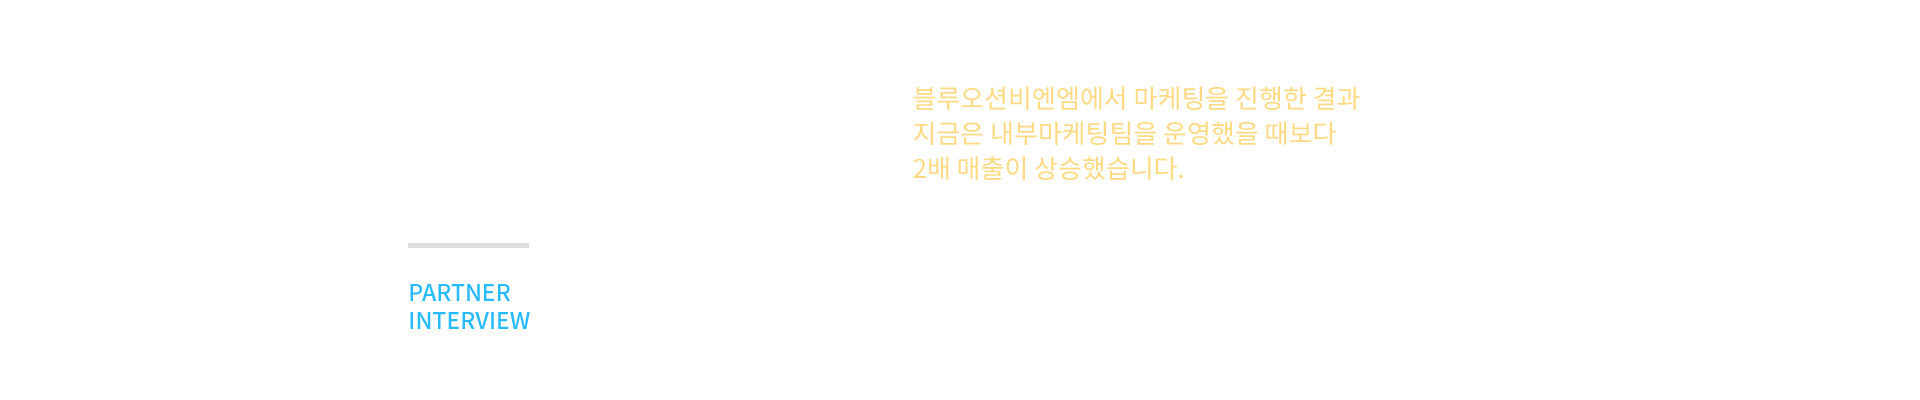 블루오션비엔엠에서 마케팅을 진행한 결과
지금은 내부마케팅팀을 운영했을 때보다
2배 매출이 상승했습니다.
PARTNER
INTERVIEW